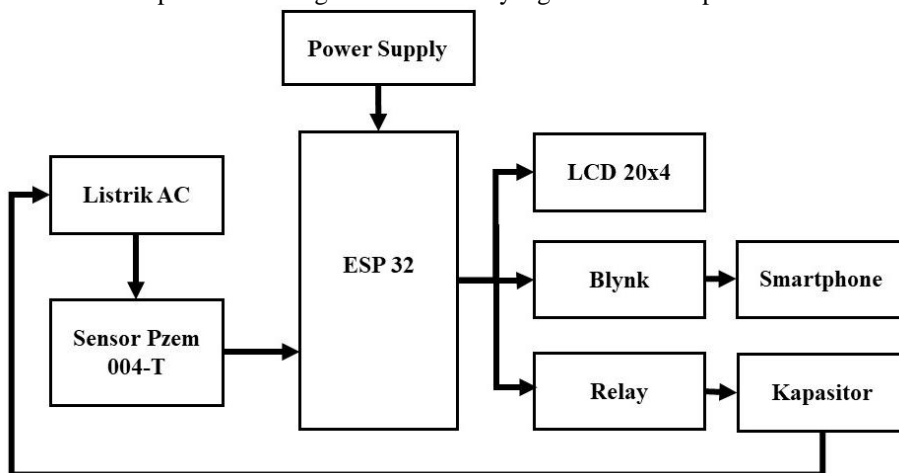 Power Supply
Listrik AC
Sensor Pzem
004-T
ESP 32
LCD 20x4
Blynk
Smartphone
Relay
Kapasitor